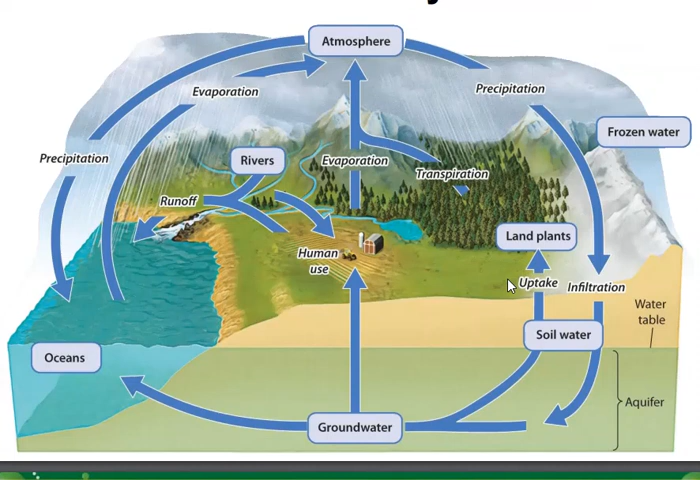 Atmosphere
Evaporation
Precipitation
Frozen water
Precipitation
Rivers
Evaporation
Transpiration
Runoff
Land plants
Human
use
Uptake
Infiltration
Water
table
Soil water
Oceans
Aquifer
Groundwater